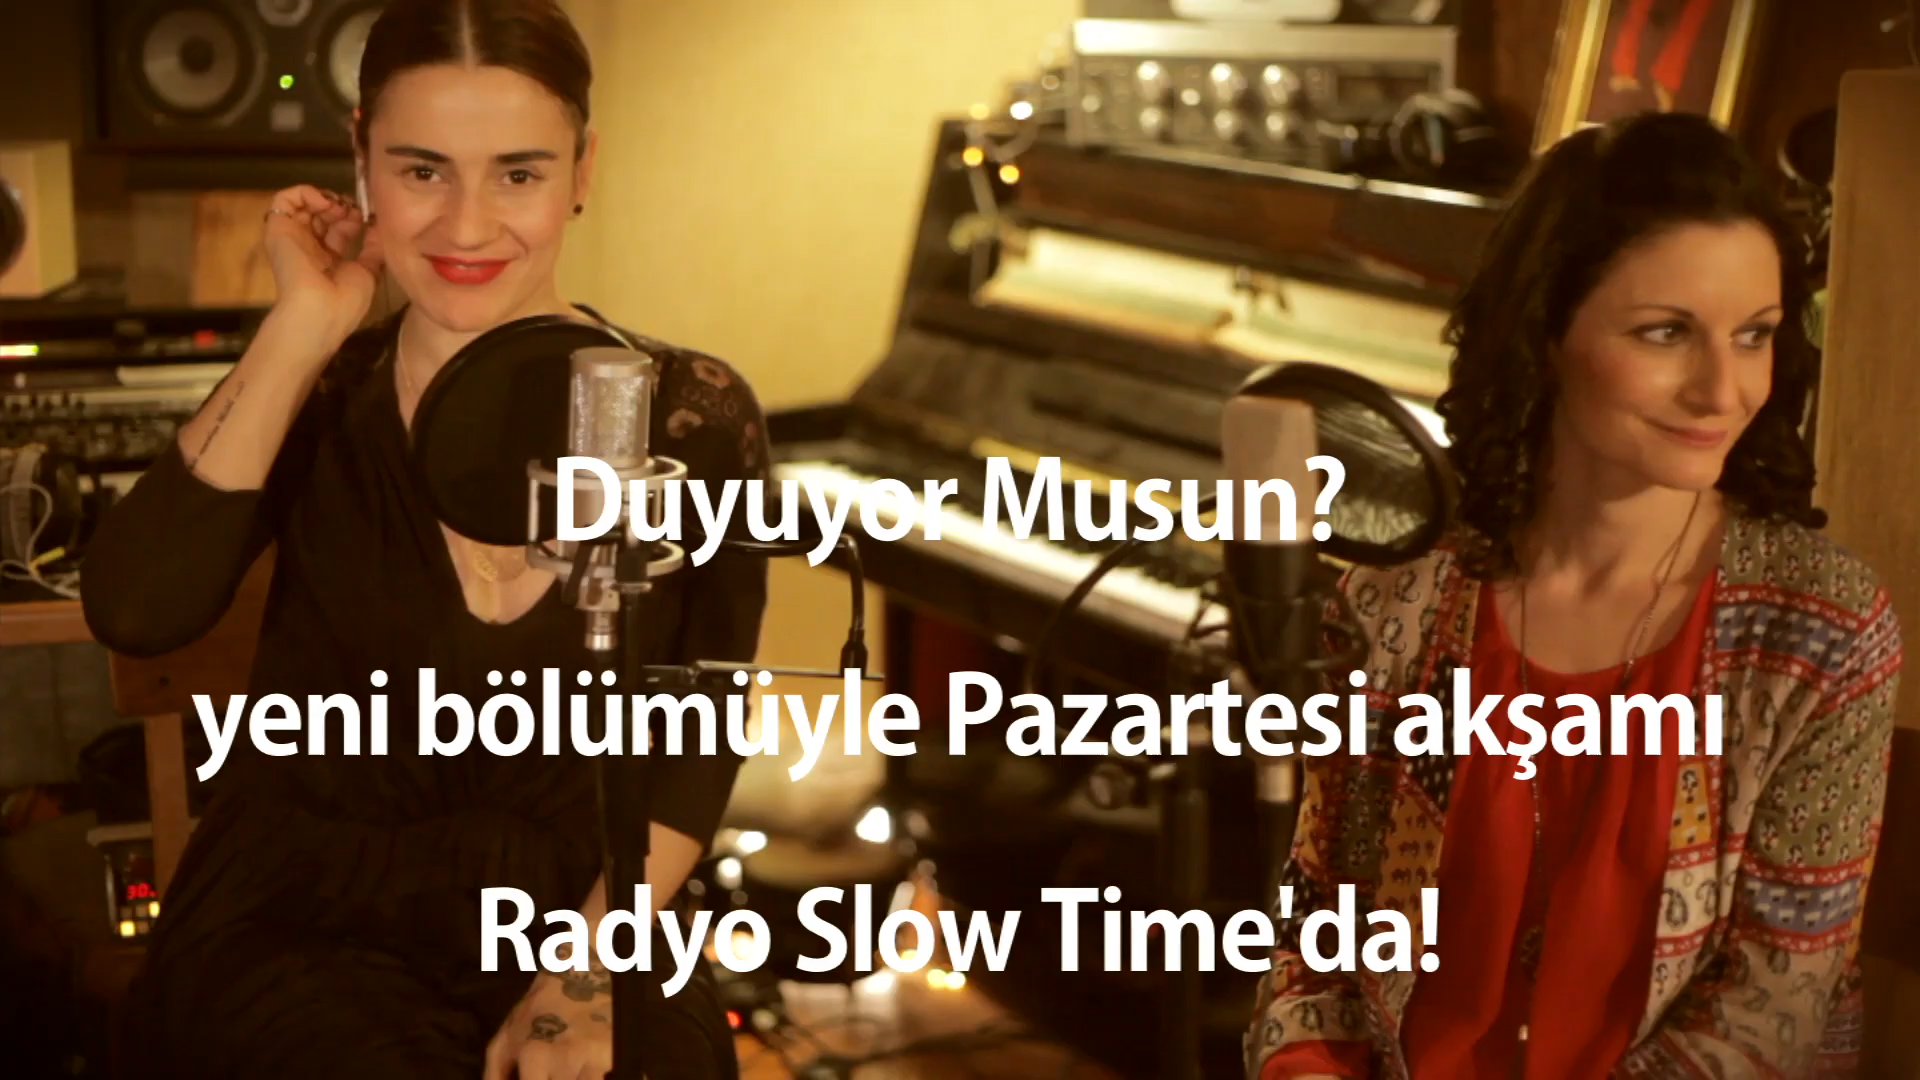 Duyuyor Musun?
yeni bölümüyle Pazartesi akşamı
Radyo Slow Time'da!